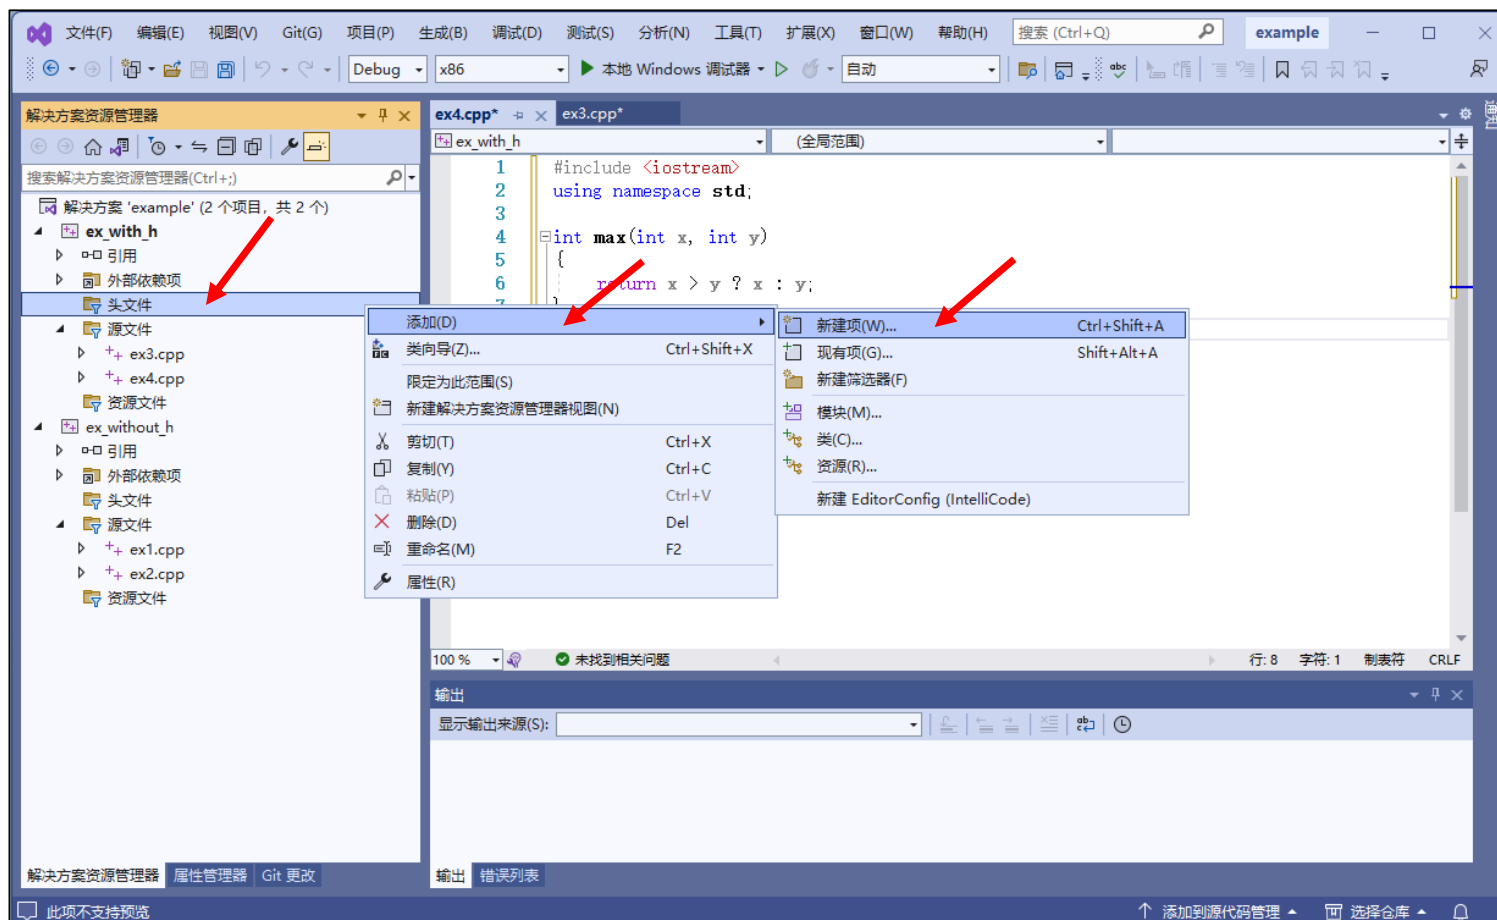 文件(F) 编辑(E) 视图(V) Git(G) 项目(P) 生成(B) 调试(D) 测试(S) 分析(N) 工具(T) 扩展(X) 窗口(W) 帮助(H) 搜索 (Ctrl+Q) example
Debug x86 本地 Windows 调试器 自动
解决方案资源管理器
搜索解决方案资源管理器(Ctrl+;)
解决方案 'example' (2 个项目，共 2 个)
ex_with_h
引用
外部依赖项
头文件
源文件
ex3.cpp
ex4.cpp
资源文件
ex_without_h
引用
外部依赖项
头文件
源文件
ex1.cpp
ex2.cpp
资源文件
解决方案资源管理器 属性管理器 Git 更改
ex4.cpp* ex3.cpp*
ex_with_h (全局范围)
1 #include <iostream>
2 using namespace std;
3
4 int max(int x, int y)
5 {
6 return x > y ? x : y;
7 }
添加(D)
类向导(Z)... Ctrl+Shift+X
限定为此范围(S)
新建解决方案资源管理器视图(N)
剪切(T) Ctrl+X
复制(Y) Ctrl+C
粘贴(P) Ctrl+V
删除(D) Del
重命名(M) F2
属性(R)
新建项(W)... Ctrl+Shift+A
现有项(G)... Shift+Alt+A
新建筛选器(F)
模块(M)...
类(C)...
资源(R)...
新建 EditorConfig (IntelliCode)
100 % 未找到相关问题 行: 8 字符: 1 制表符 CRLF
输出
显示输出来源(S):
输出 错误列表
通知
此项不支持预览 添加到源代码管理 选择仓库